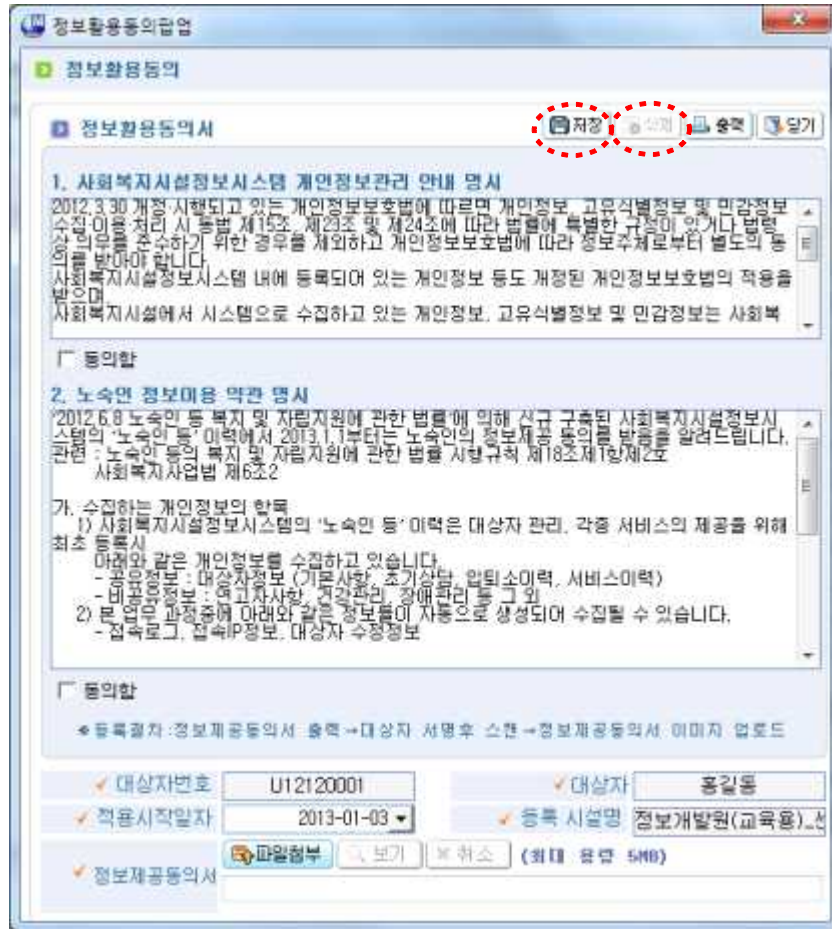 정보활용동의팝업
정보활용동의
정보활용동의서
저장 삭제 출력 닫기
1. 사회복지시설정보시스템 개인정보관리 안내 명시
2012.3.30 개정 시행되고 있는 개인정보보호법에 따르면 개인정보, 고유식별정보 및 민감정보
수집·이용 처리 시 동법 제15조, 제23조 및 제24조에 따라 법률에 특별한 규정이 있거나 법령
상 의무를 준수하기 위한 경우를 제외하고 개인정보보호법에 따라 정보주체로부터 별도의 동
의를 받아야 합니다.
사회복지시설정보시스템 내에 등록되어 있는 개인정보 등도 개정된 개인정보보호법의 적용을
받으며
사회복지시설에서 시스템으로 수집하고 있는 개인정보, 고유식별정보 및 민감정보는 사회복
동의함
2. 노숙인 정보이용 약관 명시
'2012.6.8 노숙인 등 복지 및 자립지원에 관한 법률'에 의해 신규 구축된 사회복지시설정보시
스템의 '노숙인 등' 이력에서 2013.1.1부터는 노숙인의 정보제공 동의를 받음을 알려드립니다.
관련 : 노숙인 등의 복지 및 자립지원에 관한 법률 시행규칙 제18조제1항제2호
사회복지사업법 제6조2
가. 수집하는 개인정보의 항목
1) 사회복지시설정보시스템의 '노숙인 등' 이력은 대상자 관리, 각종 서비스의 제공을 위해
최초 등록시
아래와 같은 개인정보를 수집하고 있습니다.
- 공유정보 : 대상자정보 (기본사항, 초기상담, 입퇴소이력, 서비스이력)
- 비공유정보 : 연고자사항, 건강관리, 장애관리 등 그 외
2) 본 업무 과정중에 아래와 같은 정보들이 자동으로 생성되어 수집될 수 있습니다.
- 접속로그, 접속IP정보, 대상자 수정정보
동의함
※등록절차:정보제공동의서 출력→대상자 서명후 스캔→정보제공동의서 이미지 업로드
대상자번호 U12120001 대상자 홍길동
적용시작일자 2013-01-03 등록 시설명 정보개발원(교육용)_선
정보제공동의서 파일첨부 보기 취소 (최대 용량 5MB)